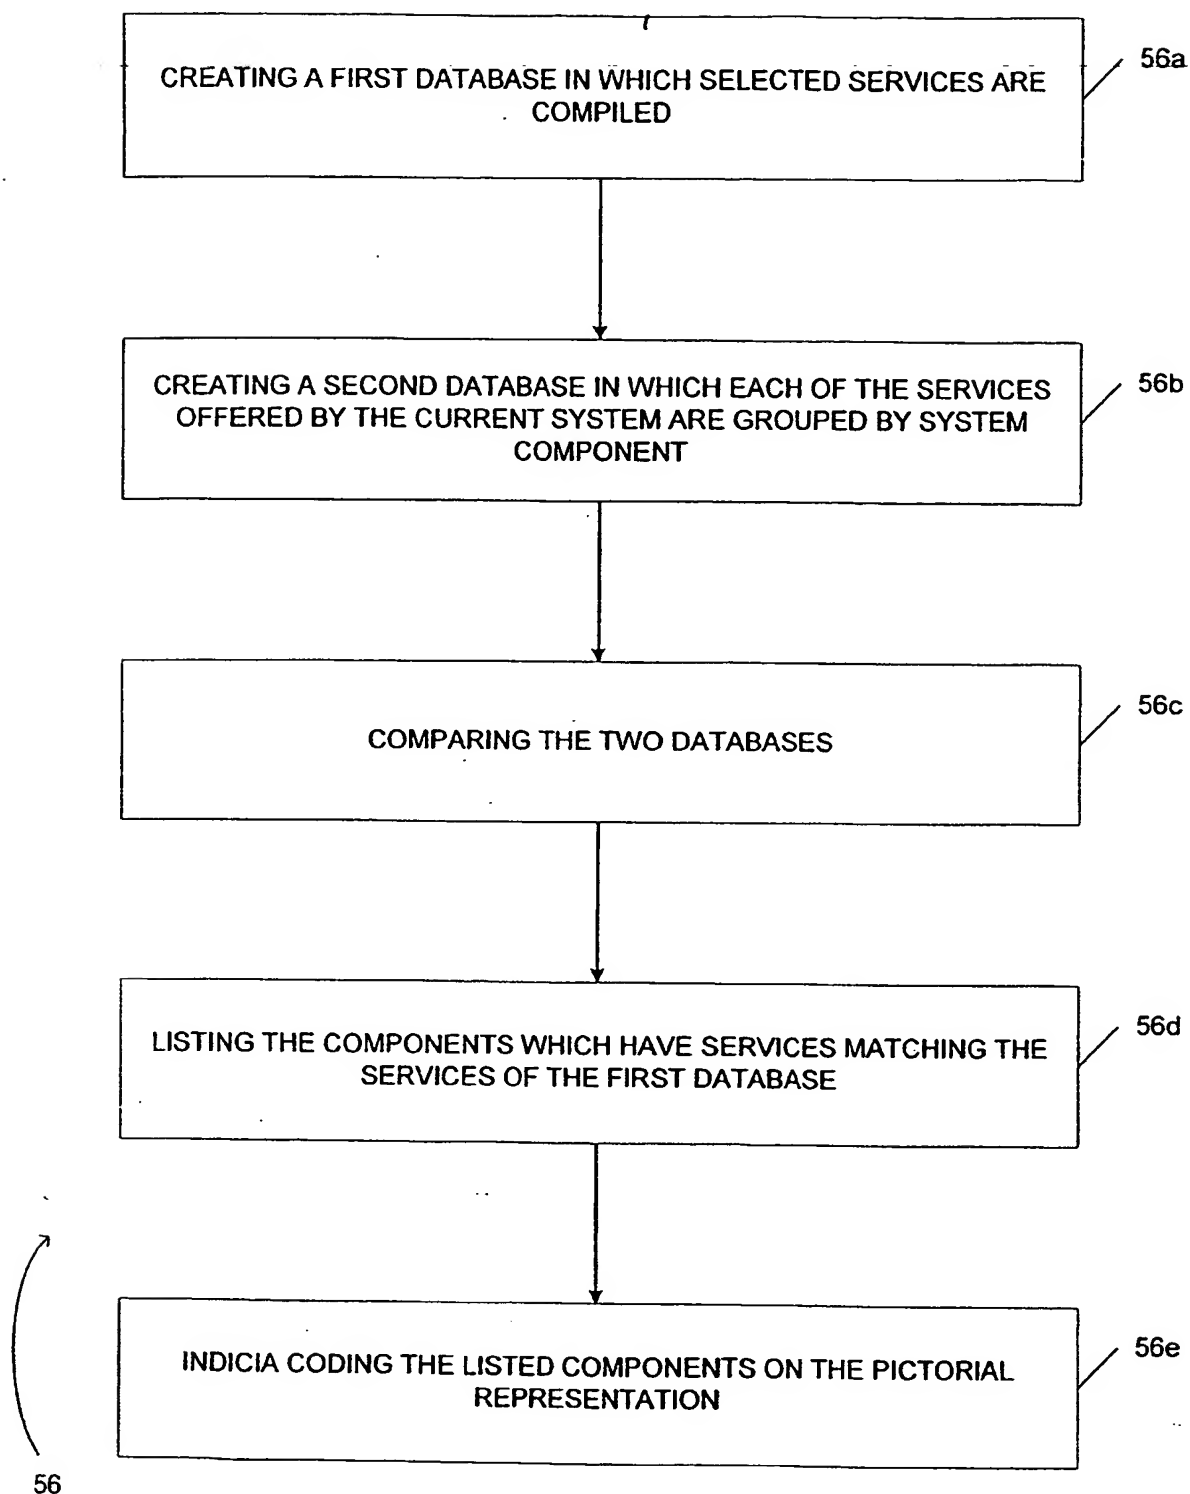 CREATING A FIRST DATABASE IN WHICH SELECTED SERVICES ARE
COMPILED
56a
CREATING A SECOND DATABASE IN WHICH EACH OF THE SERVICES
OFFERED BY THE CURRENT SYSTEM ARE GROUPED BY SYSTEM
COMPONENT
56b
COMPARING THE TWO DATABASES
56c
LISTING THE COMPONENTS WHICH HAVE SERVICES MATCHING THE
SERVICES OF THE FIRST DATABASE
56d
INDICIA CODING THE LISTED COMPONENTS ON THE PICTORIAL
REPRESENTATION
56e
56